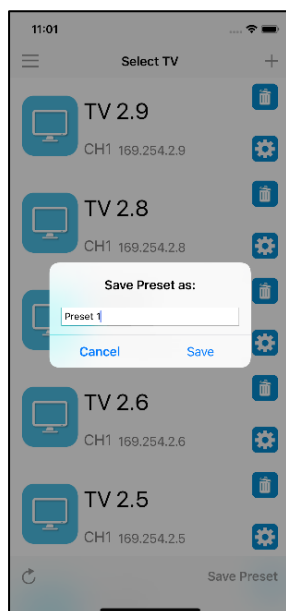 11:01
Select TV
TV 2.9
CH1 169.254.2.9
TV 2.8
CH1 169.254.2.8
Save Preset as:
Preset 1
Cancel Save
TV 2.6
CH1 169.254.2.6
TV 2.5
CH1 169.254.2.5
Save Preset